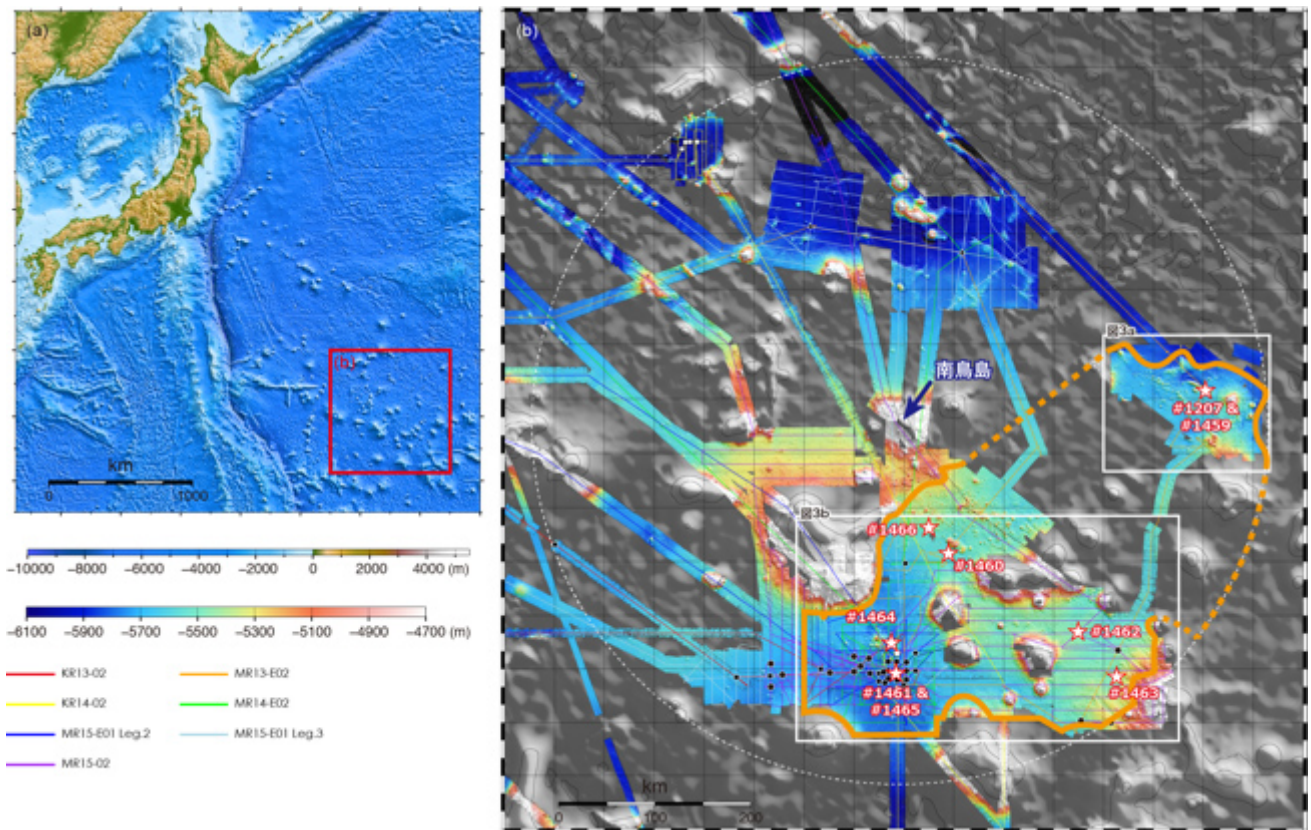 (a)
(b)
km
0 1000
−10000 −8000 −6000 −4000 −2000 0 2000 4000 (m)
−6100 −5900 −5700 −5500 −5300 −5100 −4900 −4700 (m)
KR13-02
MR13-E02
KR14-02
MR14-E02
MR15-E01 Leg.2
MR15-E01 Leg.3
MR15-02
(b)
図3a
南鳥島
#1207 &
#1459
図3b
#1466
#1460
#1464
#1462
#1461 &
#1465
#1463
km
0 100 200